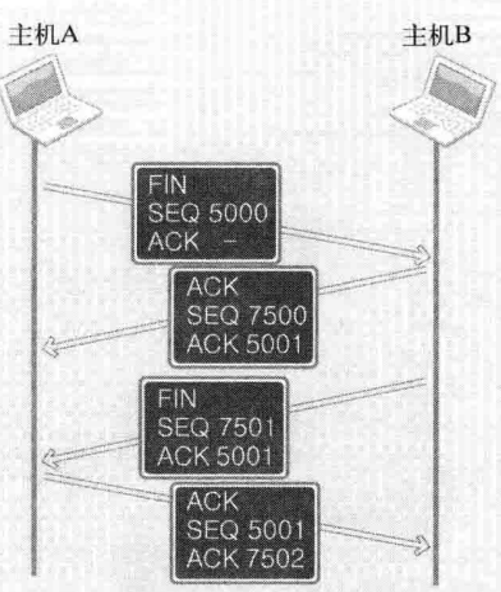 主机A
主机B
FIN
SEQ 5000
ACK -
ACK
SEQ 7500
ACK 5001
FIN
SEQ 7501
ACK 5001
ACK
SEQ 5001
ACK 7502